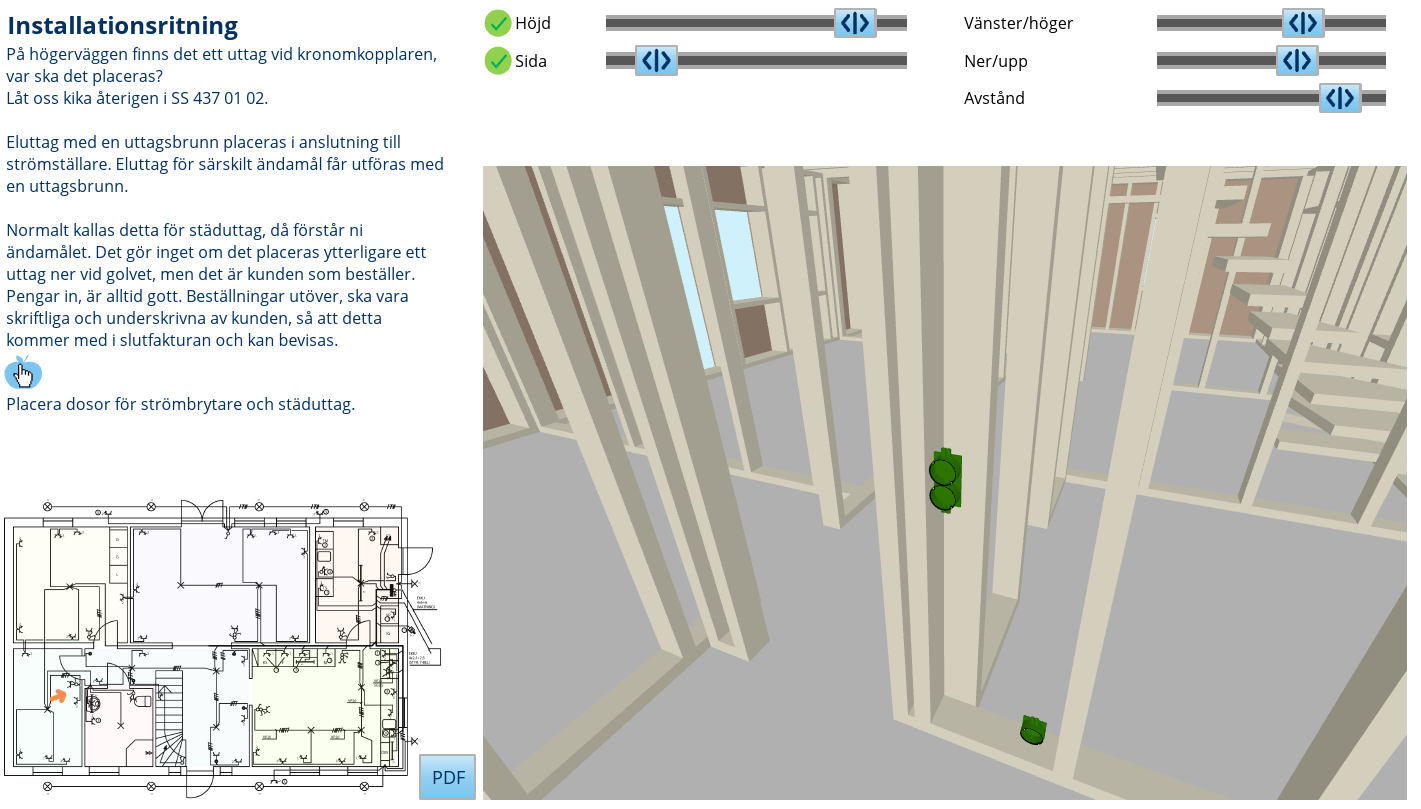 Installationsritning
På högerväggen finns det ett uttag vid kronomkopplaren,
var ska det placeras?
Låt oss kika återigen i SS 437 01 02.
Eluttag med en uttagsbrunn placeras i anslutning till
strömställare. Eluttag för särskilt ändamål får utföras med
en uttagsbrunn.
Normalt kallas detta för städuttag, då förstår ni
ändamålet. Det gör inget om det placeras ytterligare ett
uttag ner vid golvet, men det är kunden som beställer.
Pengar in, är alltid gott. Beställningar utöver, ska vara
skriftliga och underskrivna av kunden, så att detta
kommer med i slutfakturan och kan bevisas.
Placera dosor för strömbrytare och städuttag.
PDF
Höjd
Sida
Vänster/höger
Ner/upp
Avstånd